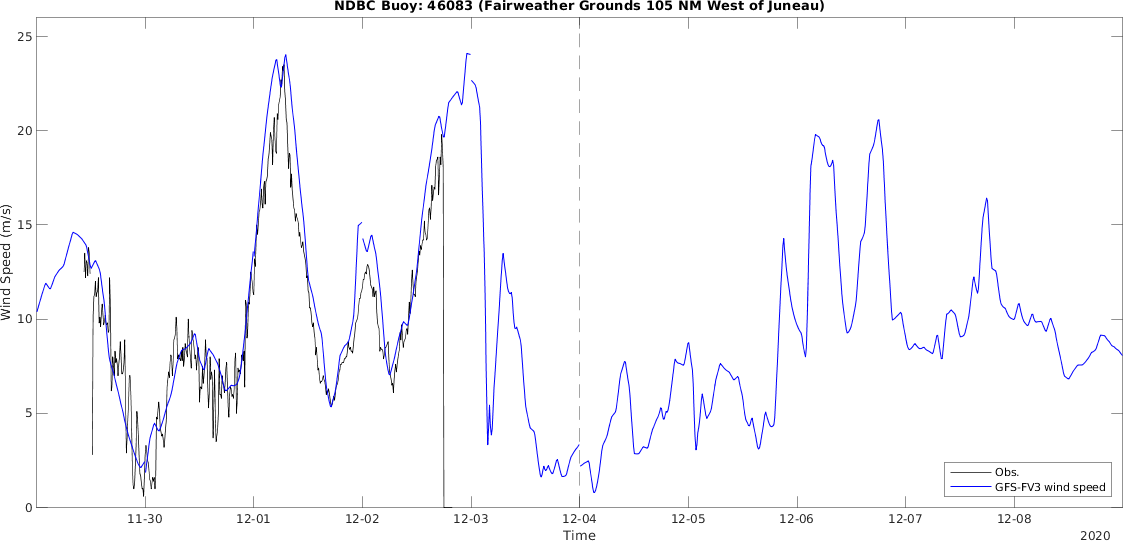 NDBC Buoy: 46083 (Fairweather Grounds 105 NM West of Juneau)
25
20
15
10
5
0
Wind Speed (m/s)
Obs.
GFS-FV3 wind speed
11-30 12-01 12-02 12-03 12-04 12-05 12-06 12-07 12-08
Time
2020